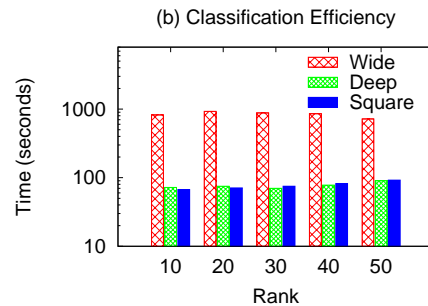 (b) Classification Efficiency
Wide
Deep
Square
1000
100
10
Time (seconds)
10 20 30 40 50
Rank